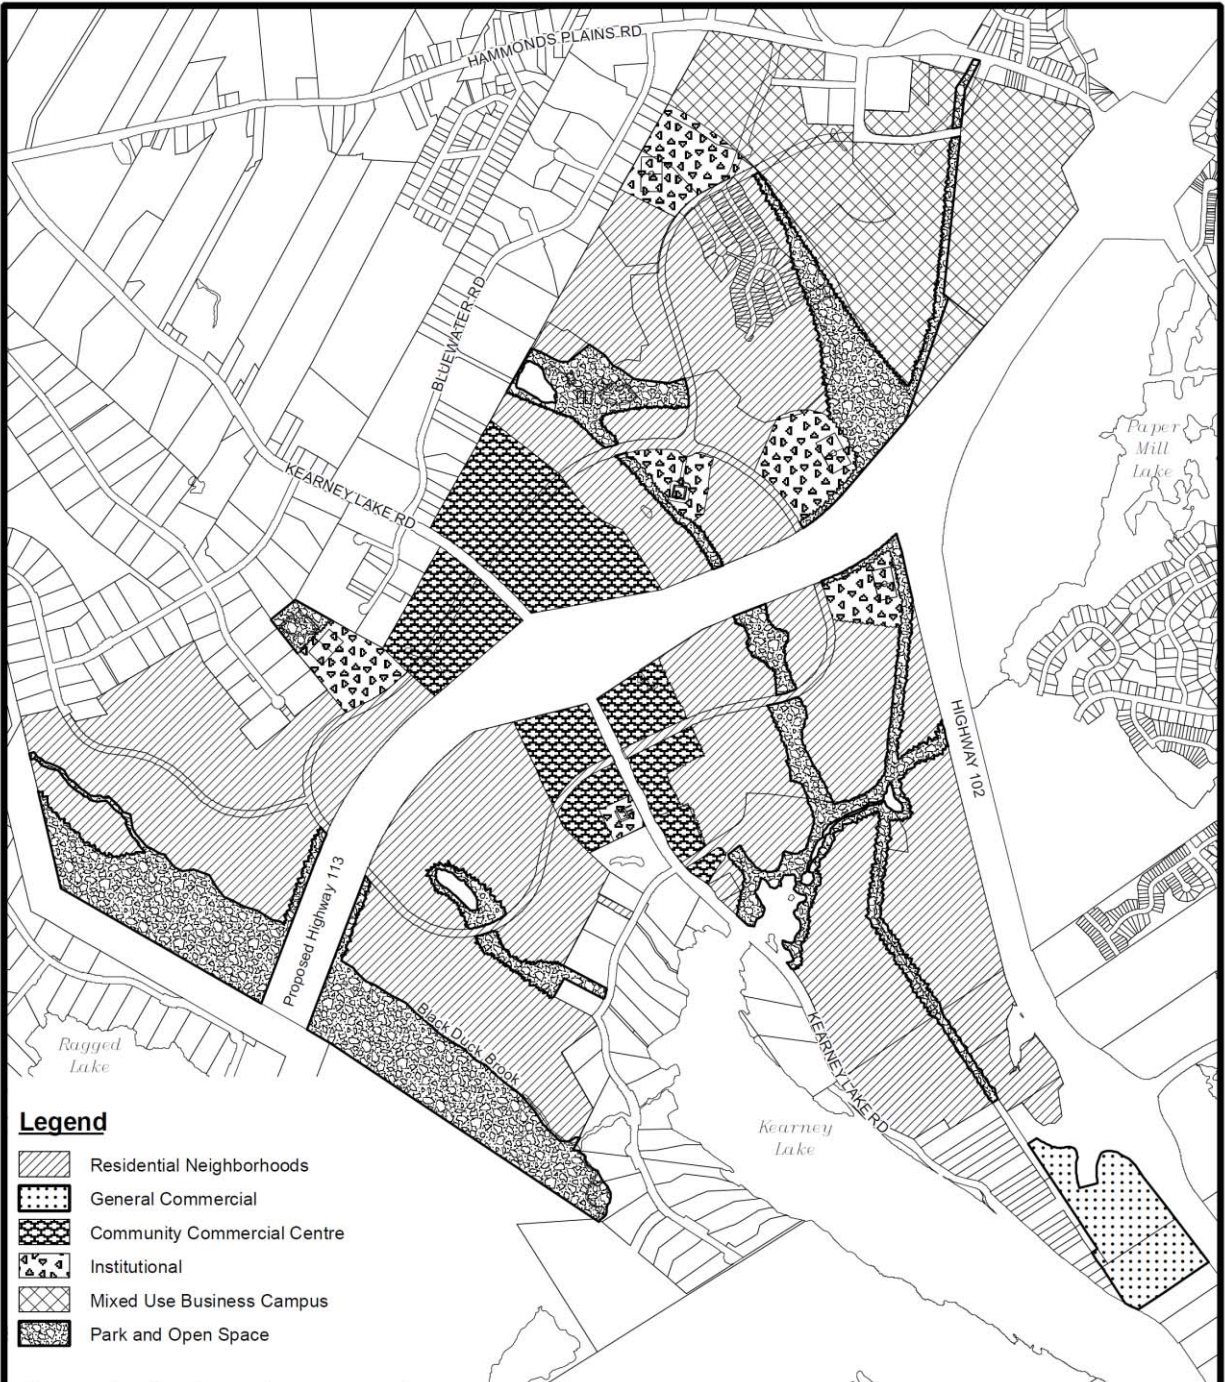 HAMMONDS PLAINS RD
BLUEWATER RD
Paper
Mill
Lake
KEARNEY LAKE RD
HIGHWAY 102
Proposed Highway 113
Black Duck Brook
Ragged
Lake
KEARNEY LAKE RD
Kearney
Lake
Legend
Residential Neighborhoods
General Commercial
Community Commercial Centre
Institutional
Mixed Use Business Campus
Park and Open Space